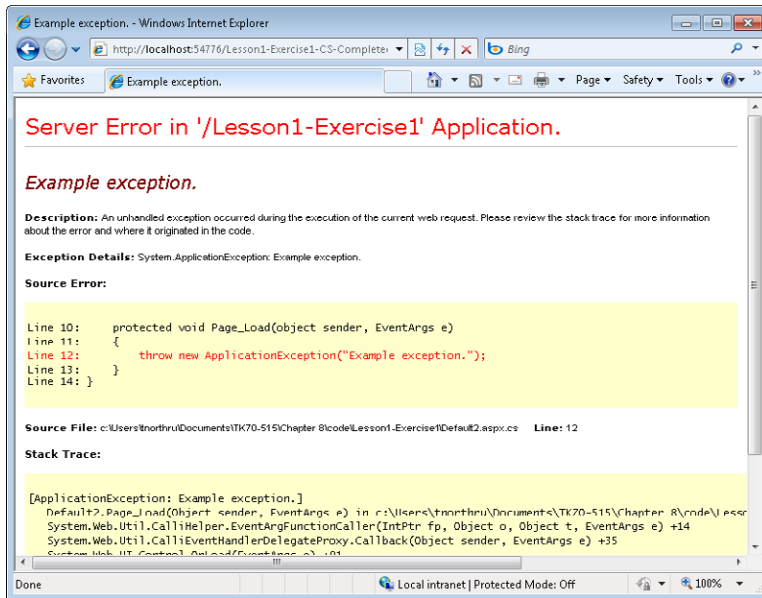 Example exception. - Windows Internet Explorer
http://localhost:54776/Lesson1-Exercise1-CS-Complete
Bing
Favorites
Example exception.
Page
Safety
Tools
Server Error in '/Lesson1-Exercise1' Application.
Example exception.
Description: An unhandled exception occurred during the execution of the current web request. Please review the stack trace for more information
about the error and where it originated in the code.
Exception Details: System.ApplicationException: Example exception.
Source Error:
Line 10:     protected void Page_Load(object sender, EventArgs e)
Line 11:     {
Line 12:         throw new ApplicationException("Example exception.");
Line 13:     }
Line 14: }
Source File: c:\Users\tnorthru\Documents\TK70-515\Chapter 8\code\Lesson1-Exercise1\Default2.aspx.cs    Line: 12
Stack Trace:
[ApplicationException: Example exception.]
Default2.Page_Load(Object sender, EventArgs e) in c:\Users\tnorthru\Documents\TK70-515\Chapter 8\code\Lesso
System.Web.Util.CalliHelper.EventArgFunctionCaller(IntPtr fp, Object o, Object t, EventArgs e) +14
System.Web.Util.CalliEventHandlerDelegateProxy.Callback(Object sender, EventArgs e) +35
System.Web.UI.Control.OnLoad(EventArgs e) +91
Done
Local intranet | Protected Mode: Off
100%